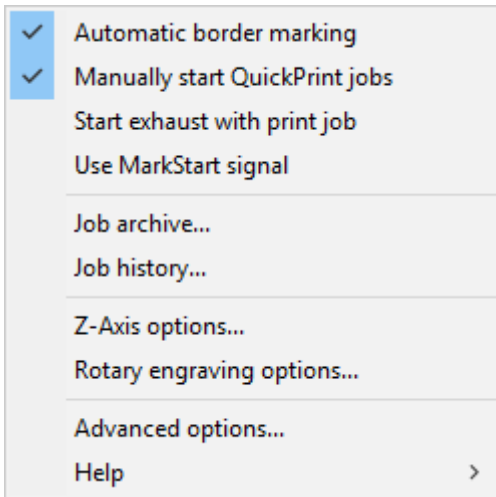 Automatic border marking
Manually start QuickPrint jobs
Start exhaust with print job
Use MarkStart signal
Job archive...
Job history...
Z-Axis options...
Rotary engraving options...
Advanced options...
Help